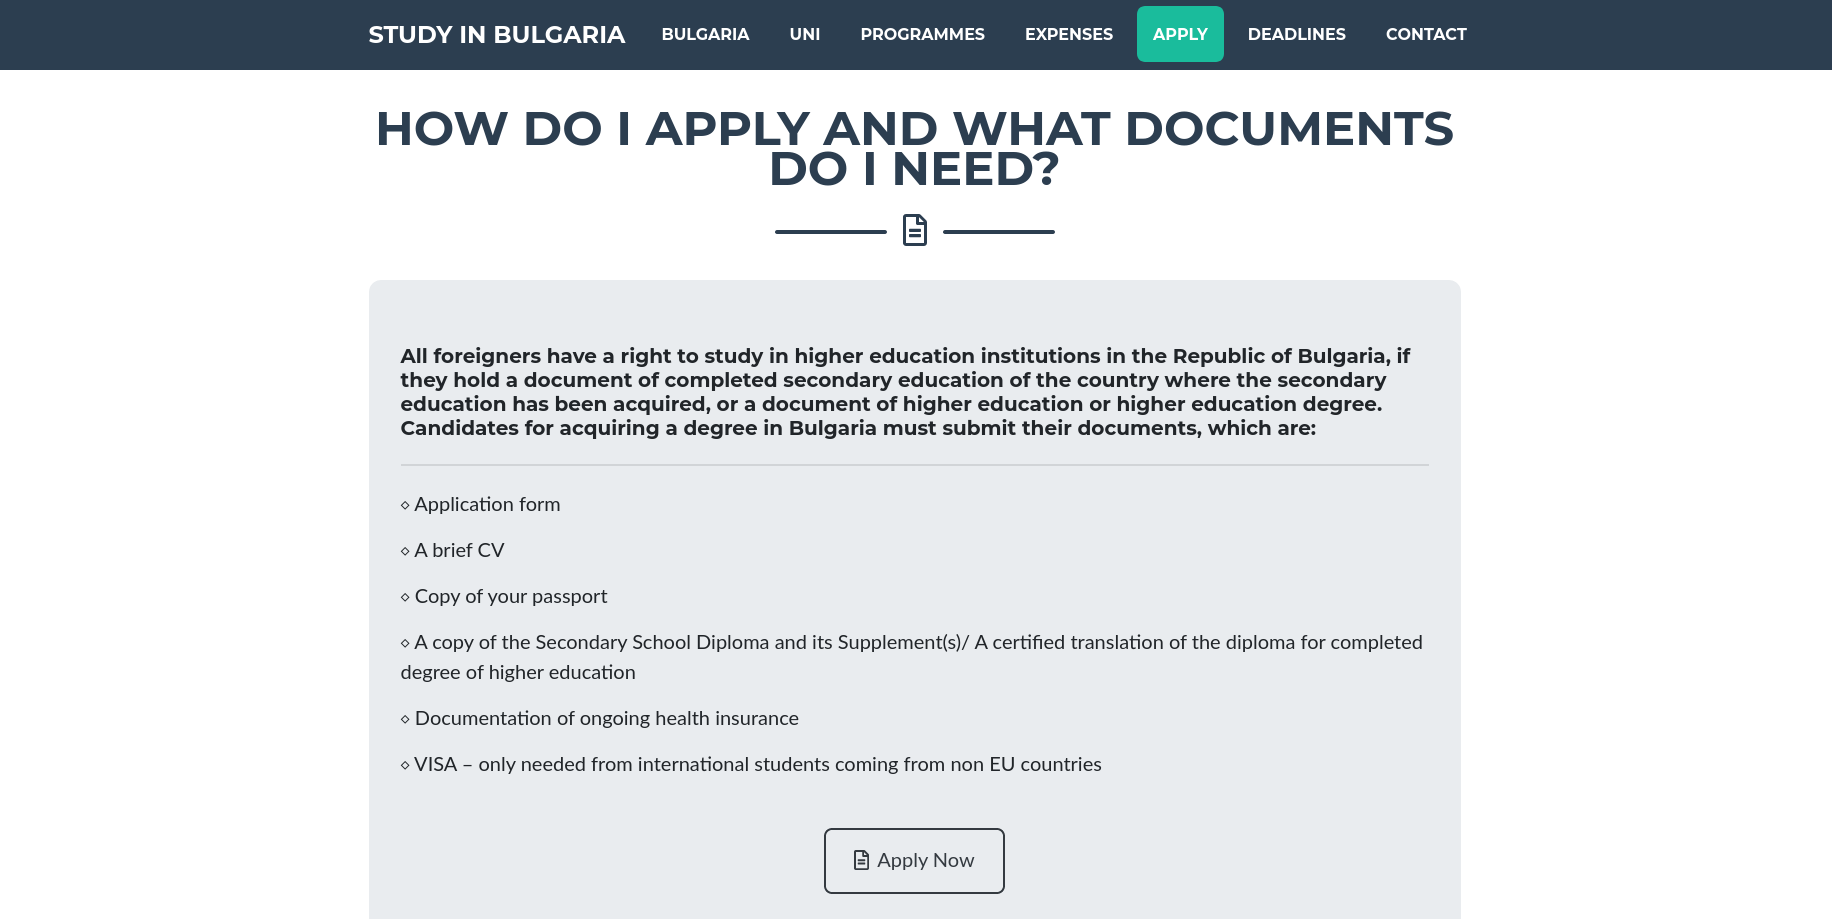 STUDY IN BULGARIA BULGARIA UNI PROGRAMMES EXPENSES APPLY DEADLINES CONTACT
HOW DO I APPLY AND WHAT DOCUMENTS
DO I NEED?
All foreigners have a right to study in higher education institutions in the Republic of Bulgaria, if
they hold a document of completed secondary education of the country where the secondary
education has been acquired, or a document of higher education or higher education degree.
Candidates for acquiring a degree in Bulgaria must submit their documents, which are:
⋄ Application form
⋄ A brief CV
⋄ Copy of your passport
⋄ A copy of the Secondary School Diploma and its Supplement(s)/ A certified translation of the diploma for completed
degree of higher education
⋄ Documentation of ongoing health insurance
⋄ VISA – only needed from international students coming from non EU countries
Apply Now